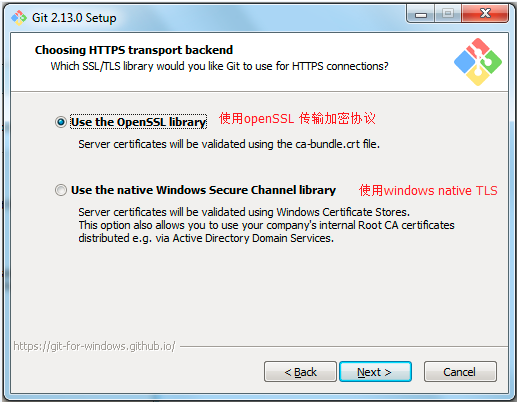 Git 2.13.0 Setup
Choosing HTTPS transport backend
Which SSL/TLS library would you like Git to use for HTTPS connections?
Use the OpenSSL library 使用openSSL 传输加密协议
Server certificates will be validated using the ca-bundle.crt file.
Use the native Windows Secure Channel library 使用windows native TLS
Server certificates will be validated using Windows Certificate Stores.
This option also allows you to use your company's internal Root CA certificates
distributed e.g. via Active Directory Domain Services.
https://git-for-windows.github.io/
< Back Next > Cancel